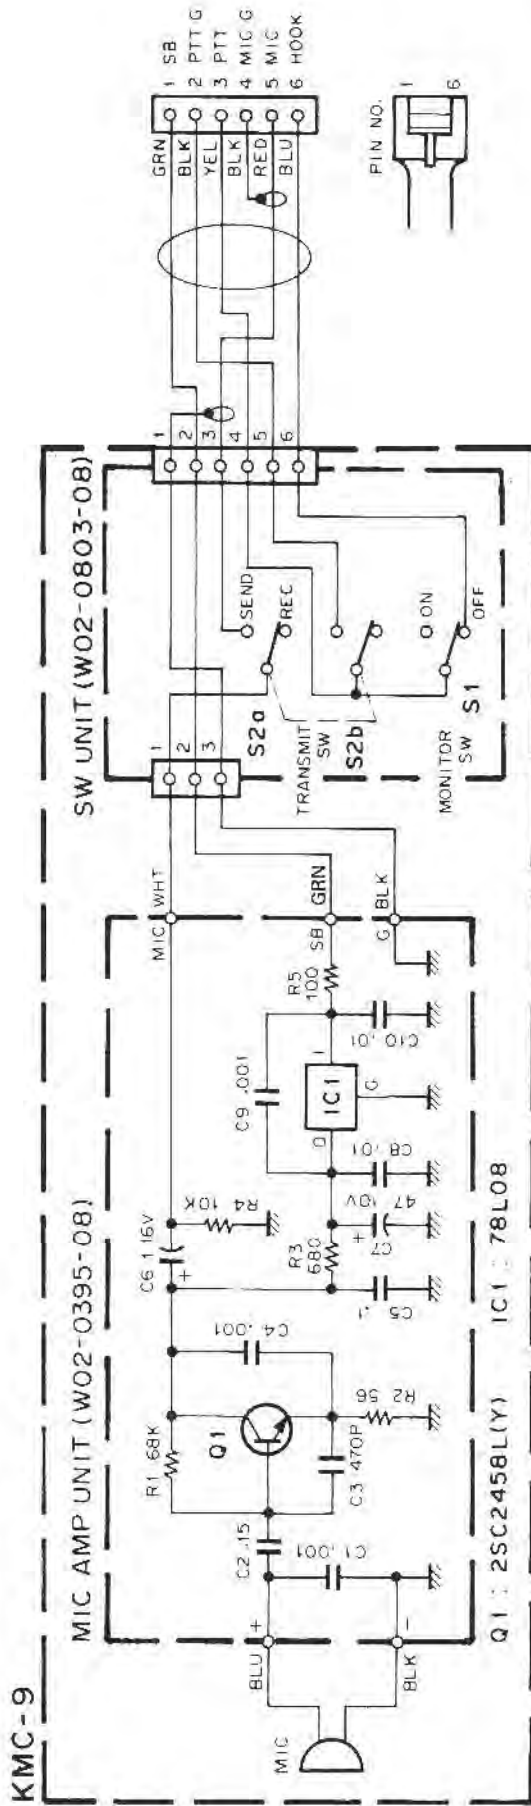 KMC-9
MIC AMP UNIT (W02-0395-08)
SW UNIT (W02-0803-08)
MIC
BLU
+
BLK
−
C2 .15
C1 .001
R1 68K
Q1
C3 470P
C4 .001
R2 56
C6 1 16V
+
R4 10K
R3 680
C5 .1
C7 47 10V
+
C8 .01
C9 .001
O
IC1
I
G
C10 .01
R5 100
MIC WHT
SB GRN
G BLK
Q1 : 2SC2458L(Y)
IC1 : 78L08
1
2
3
S2a
SEND
REC
TRANSMIT SW
S2b
MONITOR SW
S1
ON
OFF
1
2
3
4
5
6
GRN 1 SB
BLK 2 PTT G
YEL 3 PTT
BLK 4 MIC G
RED 5 MIC
BLU 6 HOOK
PIN NO.
1
6